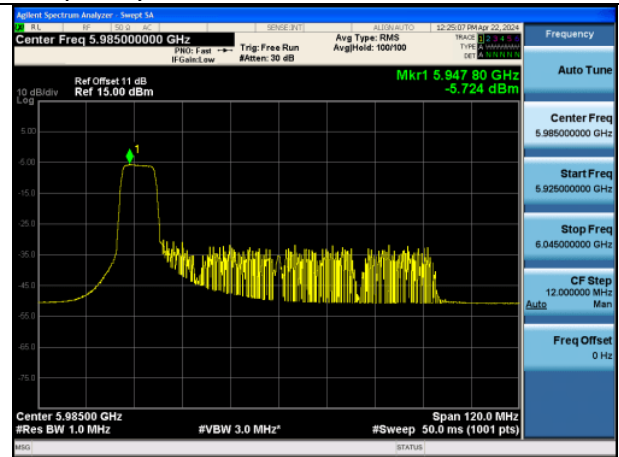 Agilent Spectrum Analyzer - Swept SA
RL RF 50 Ω AC SENSE:INT ALIGN AUTO 12:25:07 PM Apr 22, 2024
Center Freq 5.985000000 GHz
PNO: Fast
IFGain:Low
Trig: Free Run
#Atten: 30 dB
Avg Type: RMS
Avg|Hold: 100/100
TRACE 1 2 3 4 5 6
TYPE A WWWWW
DET A N N N N N
Ref Offset 11 dB
Ref 15.00 dBm
10 dB/div
Log
Mkr1 5.947 80 GHz
-5.724 dBm
5.00
-5.00
-15.0
-25.0
-35.0
-45.0
-55.0
-65.0
-75.0
1
Center 5.98500 GHz
Span 120.0 MHz
#Res BW 1.0 MHz
#VBW 3.0 MHz*
#Sweep 50.0 ms (1001 pts)
MSG
STATUS
Frequency
Auto Tune
Center Freq
5.985000000 GHz
Start Freq
5.925000000 GHz
Stop Freq
6.045000000 GHz
CF Step
12.000000 MHz
Auto Man
Freq Offset
0 Hz